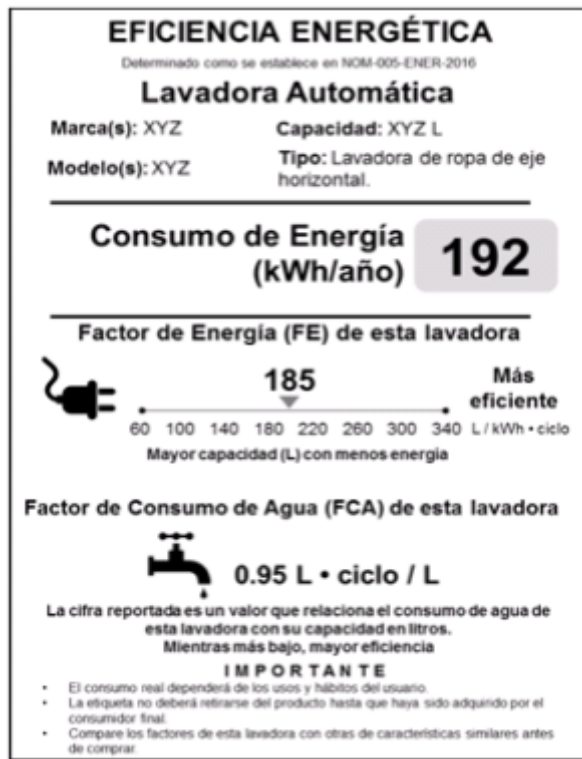 EFICIENCIA ENERGÉTICA
Determinado como se establece en NOM-005-ENER-2016
Lavadora Automática
Marca(s): XYZ
Capacidad: XYZ L
Modelo(s): XYZ
Tipo: Lavadora de ropa de eje
horizontal.
Consumo de Energía
(kWh/año)
192
Factor de Energía (FE) de esta lavadora
185
Más
eficiente
60 100 140 180 220 260 300 340 L / kWh • ciclo
Mayor capacidad (L) con menos energia
Factor de Consumo de Agua (FCA) de esta lavadora
0.95 L • ciclo / L
La cifra reportada es un valor que relaciona el consumo de agua de
esta lavadora con su capacidad en litros.
Mientras más bajo, mayor eficiencia
IMPORTANTE
• El consumo real dependerá de los usos y hábitos del usuario.
• La etiqueta no deberá retirarse del producto hasta que haya sido adquirido por el
consumidor final.
• Compare los factores de esta lavadora con otras de características similares antes
de comprar.